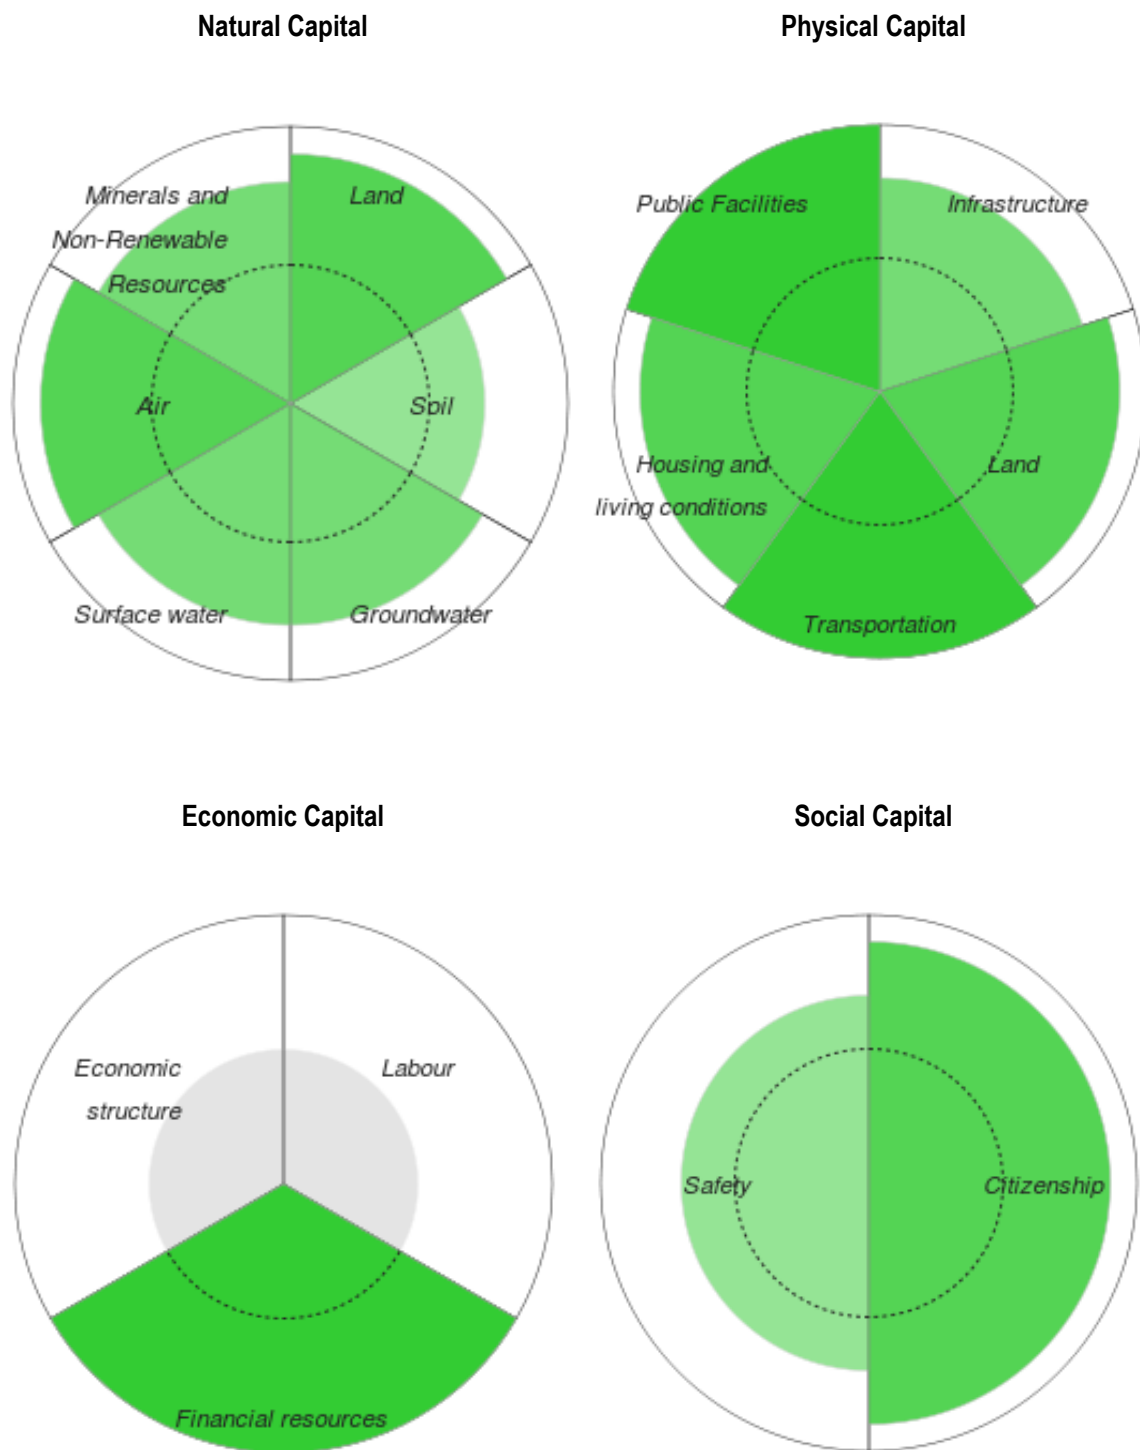 Natural Capital
Physical Capital
Minerals and
Non-Renewable
Resources
Land
Air
Soil
Surface water
Groundwater
Public Facilities
Infrastructure
Housing and
living conditions
Land
Transportation
Economic Capital
Social Capital
Economic
structure
Labour
Financial resources
Safety
Citizenship